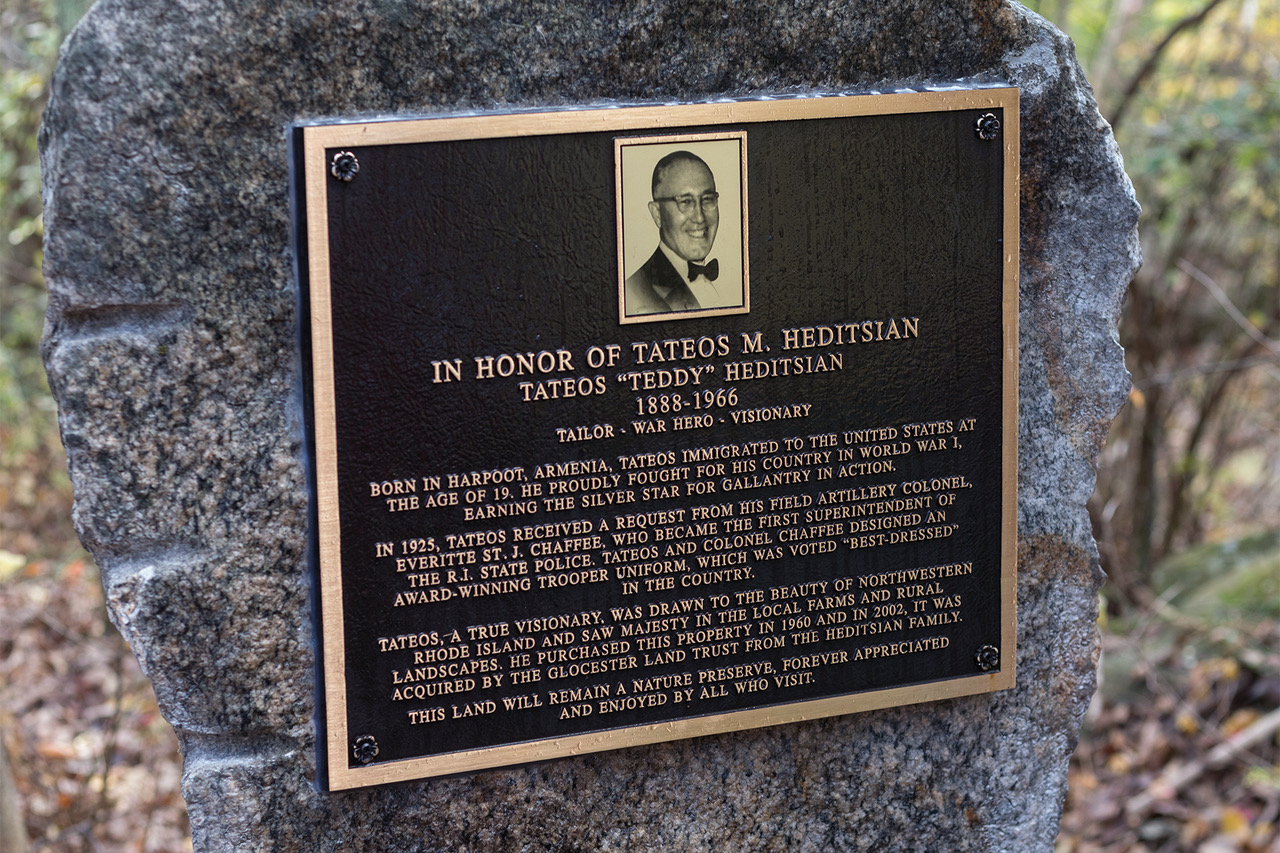 IN HONOR OF TATEOS M. HEDITSIAN
TATEOS “TEDDY” HEDITSIAN
1888-1966
TAILOR - WAR HERO - VISIONARY
BORN IN HARPOOT, ARMENIA, TATEOS IMMIGRATED TO THE UNITED STATES AT
THE AGE OF 19. HE PROUDLY FOUGHT FOR HIS COUNTRY IN WORLD WAR I,
EARNING THE SILVER STAR FOR GALLANTRY IN ACTION.
IN 1925, TATEOS RECEIVED A REQUEST FROM HIS FIELD ARTILLERY COLONEL,
EVERITTE ST. J. CHAFFEE, WHO BECAME THE FIRST SUPERINTENDENT OF
THE R.I. STATE POLICE. TATEOS AND COLONEL CHAFFEE DESIGNED AN
AWARD-WINNING TROOPER UNIFORM, WHICH WAS VOTED “BEST-DRESSED”
IN THE COUNTRY.
TATEOS, A TRUE VISIONARY, WAS DRAWN TO THE BEAUTY OF NORTHWESTERN
RHODE ISLAND AND SAW MAJESTY IN THE LOCAL FARMS AND RURAL
LANDSCAPES. HE PURCHASED THIS PROPERTY IN 1960 AND IN 2002, IT WAS
ACQUIRED BY THE GLOCESTER LAND TRUST FROM THE HEDITSIAN FAMILY.
THIS LAND WILL REMAIN A NATURE PRESERVE, FOREVER APPRECIATED
AND ENJOYED BY ALL WHO VISIT.